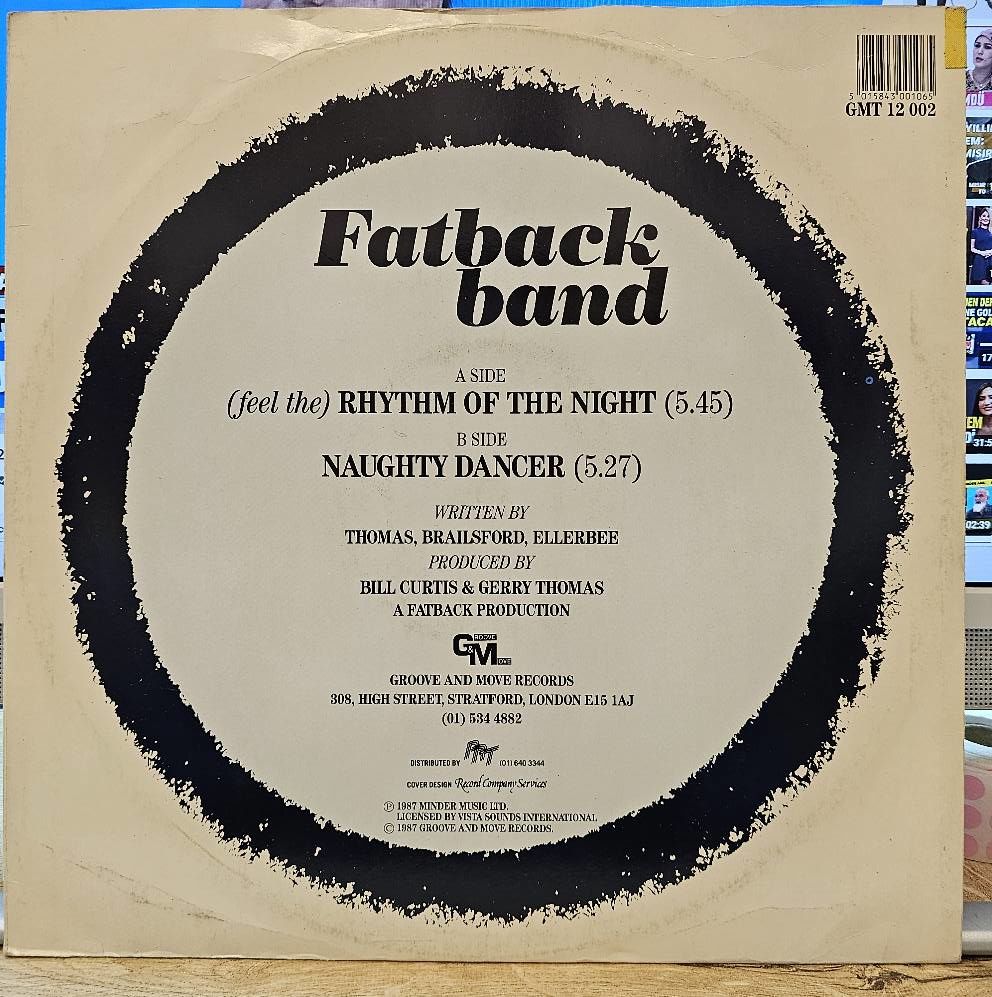 5 015843 001065
GMT 12 002
Fatback
band
A SIDE
(feel the) RHYTHM OF THE NIGHT (5.45)
B SIDE
NAUGHTY DANCER (5.27)
WRITTEN BY
THOMAS, BRAILSFORD, ELLERBEE
PRODUCED BY
BILL CURTIS & GERRY THOMAS
A FATBACK PRODUCTION
GROOVE & MOVE
GROOVE AND MOVE RECORDS
308, HIGH STREET, STRATFORD, LONDON E15 1AJ
(01) 534 4882
DISTRIBUTED BY (01) 640 3344
COVER DESIGN Record Company Services
Ⓟ 1987 MINDER MUSIC LTD.
LICENSED BY VISTA SOUNDS INTERNATIONAL
© 1987 GROOVE AND MOVE RECORDS.